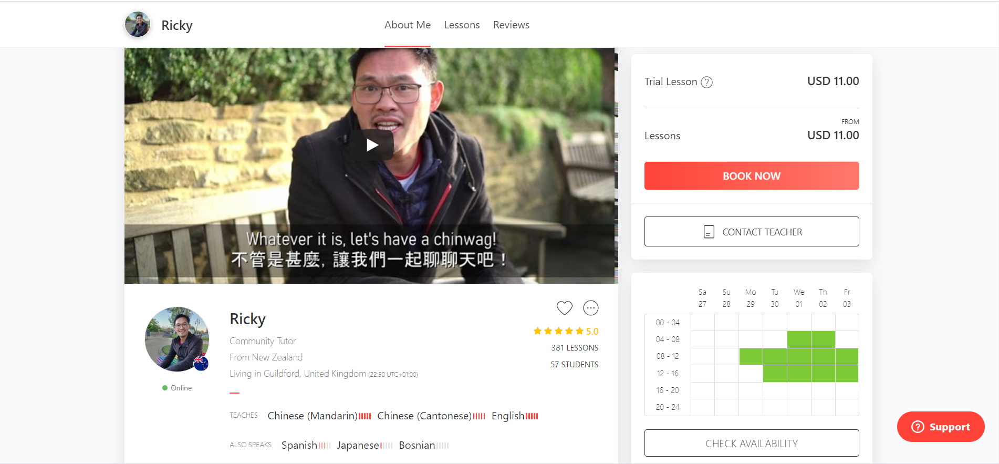 Ricky
About Me Lessons Reviews
Whatever it is, let's have a chinwag!
不管是甚麼, 讓我們一起聊聊天吧！
Ricky
Community Tutor
From New Zealand
Living in Guildford, United Kingdom (22:50 UTC+01:00)
Online
5.0
381 LESSONS
57 STUDENTS
TEACHES Chinese (Mandarin) Chinese (Cantonese) English
ALSO SPEAKS Spanish Japanese Bosnian
Trial Lesson ? USD 11.00
FROM
Lessons USD 11.00
BOOK NOW
CONTACT TEACHER
Sa Su Mo Tu We Th Fr
27 28 29 30 01 02 03
00 - 04
04 - 08
08 - 12
12 - 16
16 - 20
20 - 24
CHECK AVAILABILITY
? Support